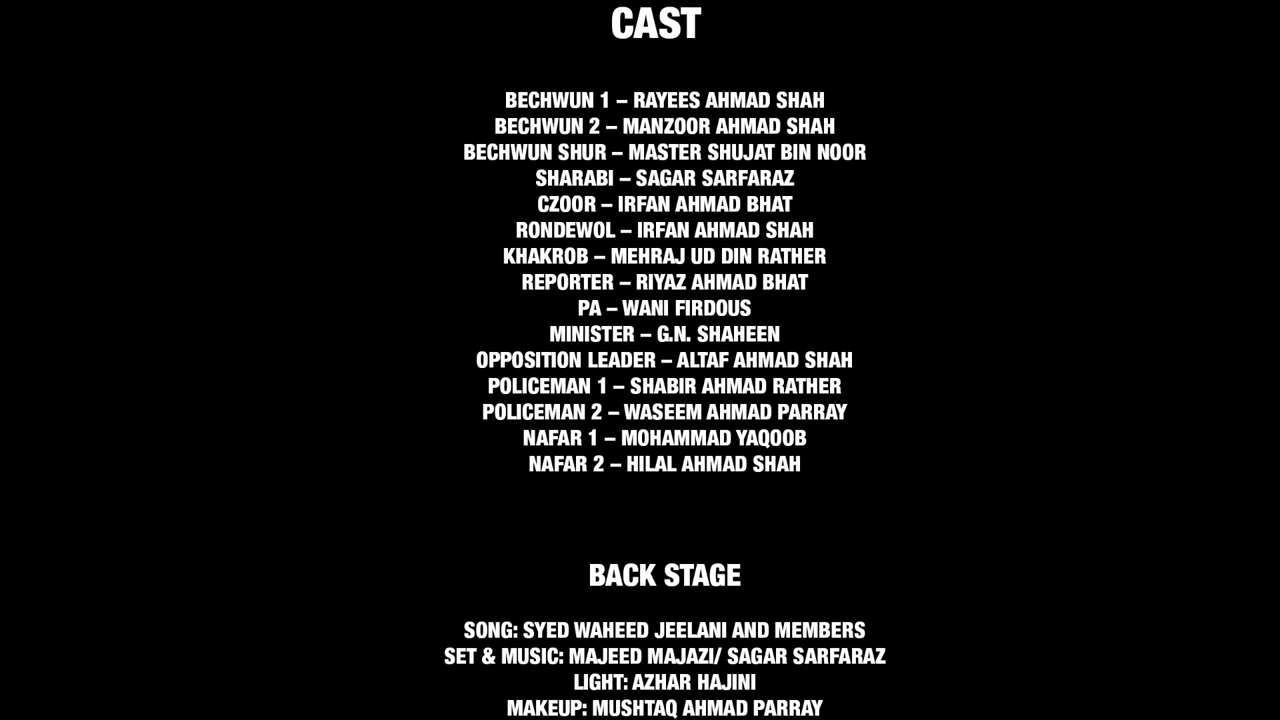 CAST
BECHWUN 1 – RAYEES AHMAD SHAH
BECHWUN 2 – MANZOOR AHMAD SHAH
BECHWUN SHUR – MASTER SHUJAT BIN NOOR
SHARABI – SAGAR SARFARAZ
CZOOR – IRFAN AHMAD BHAT
RONDEWOL – IRFAN AHMAD SHAH
KHAKROB – MEHRAJ UD DIN RATHER
REPORTER – RIYAZ AHMAD BHAT
PA – WANI FIRDOUS
MINISTER – G.N. SHAHEEN
OPPOSITION LEADER – ALTAF AHMAD SHAH
POLICEMAN 1 – SHABIR AHMAD RATHER
POLICEMAN 2 – WASEEM AHMAD PARRAY
NAFAR 1 – MOHAMMAD YAQOOB
NAFAR 2 – HILAL AHMAD SHAH
BACK STAGE
SONG: SYED WAHEED JEELANI AND MEMBERS
SET & MUSIC: MAJEED MAJAZI/ SAGAR SARFARAZ
LIGHT: AZHAR HAJINI
MAKEUP: MUSHTAQ AHMAD PARRAY